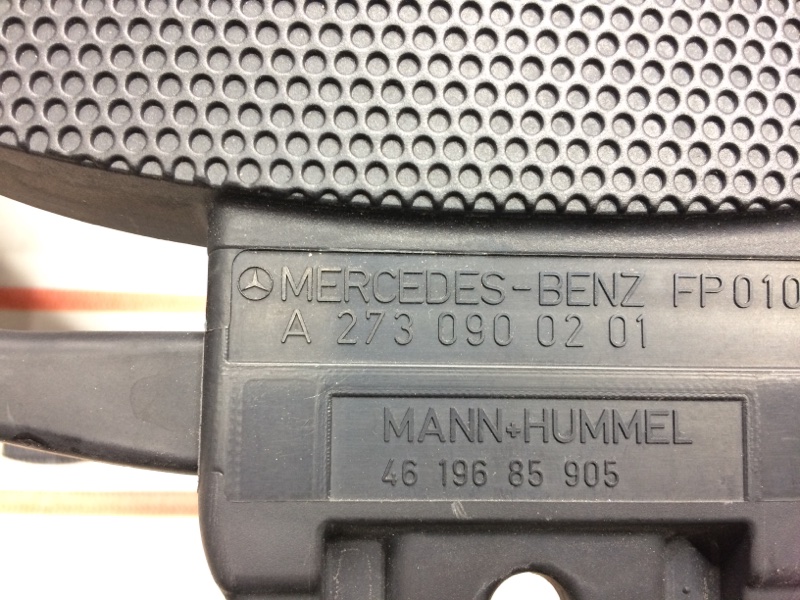 MERCEDES-BENZ FP010
A 273 090 02 01
MANN+HUMMEL
46 196 85 905